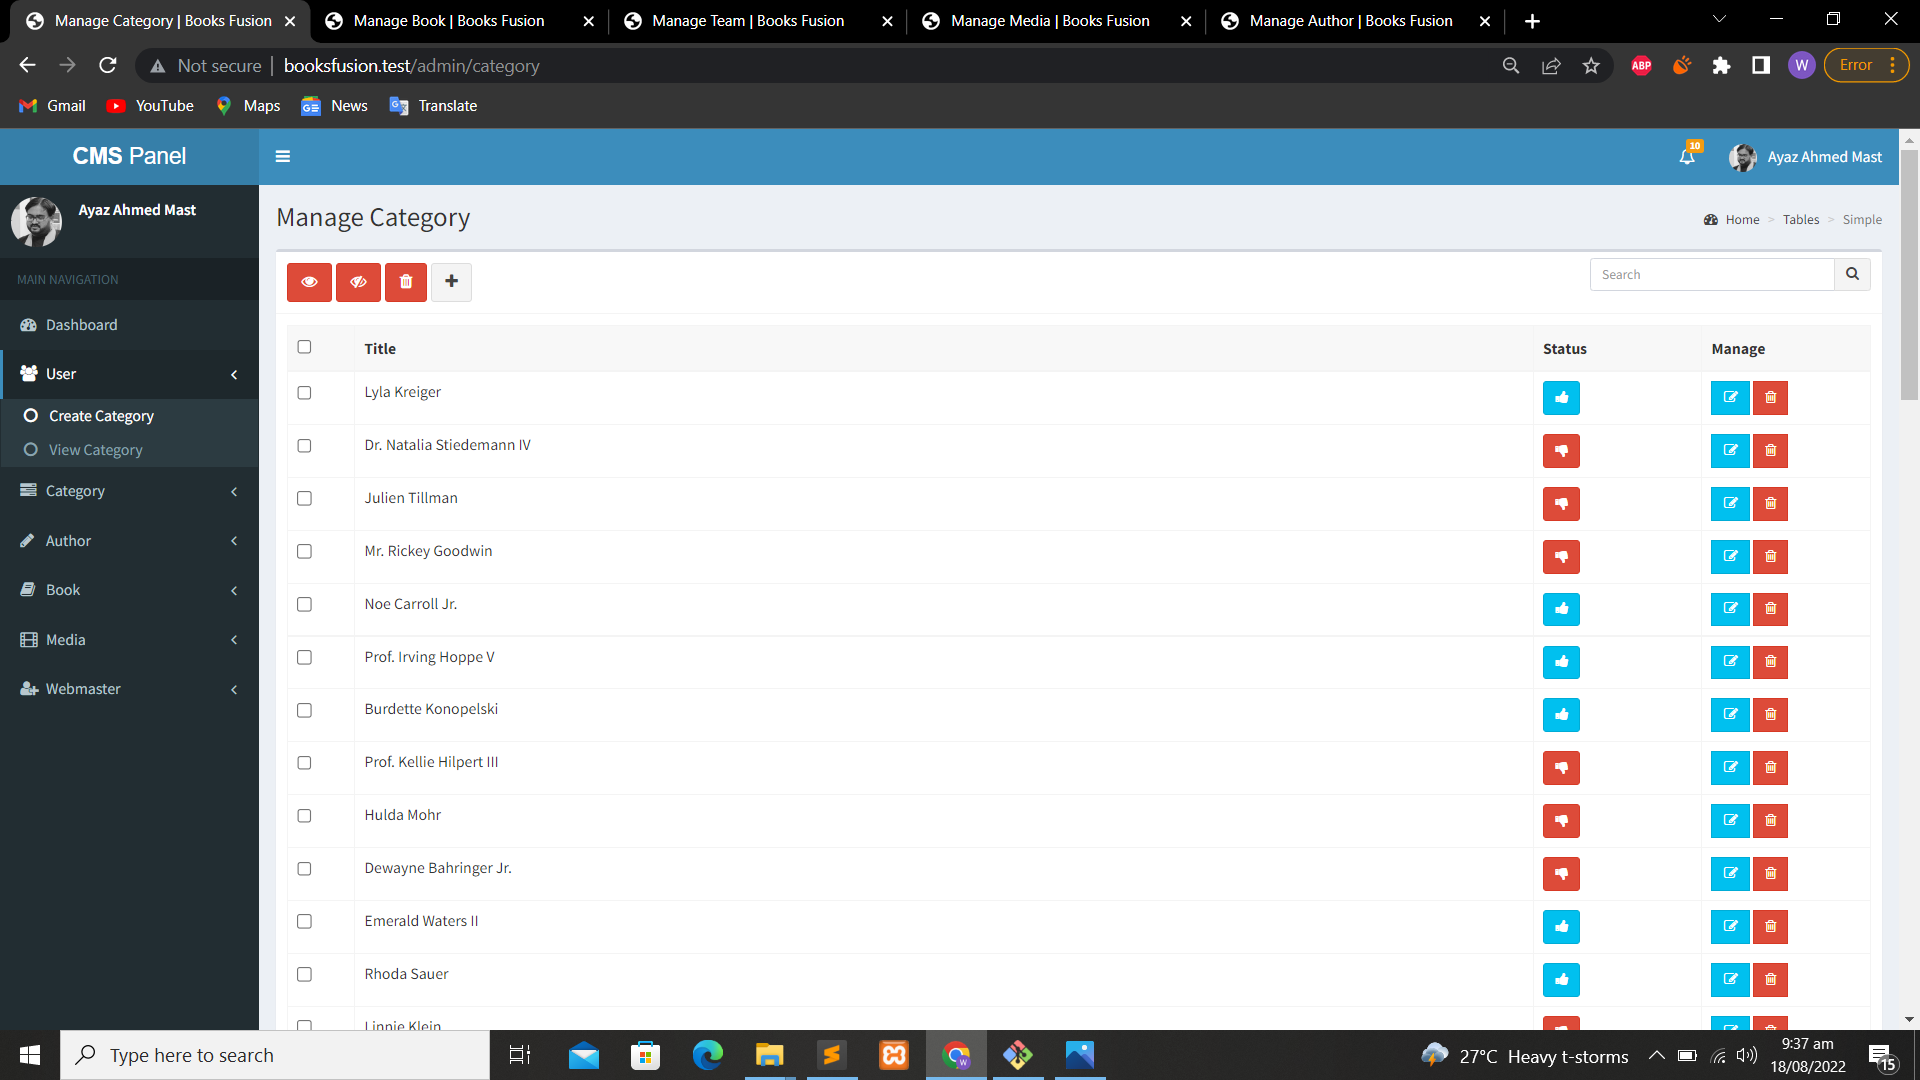 Manage Category | Books Fusion
Manage Book | Books Fusion
Manage Team | Books Fusion
Manage Media | Books Fusion
Manage Author | Books Fusion
Not secure
booksfusion.test/admin/category
ABP
W
Error
Gmail
YouTube
Maps
News
Translate
CMS Panel
10
Ayaz Ahmed Mast
Ayaz Ahmed Mast
Manage Category
Home > Tables > Simple
MAIN NAVIGATION
Search
Dashboard
Title
Status
Manage
User
Lyla Kreiger
Create Category
Dr. Natalia Stiedemann IV
View Category
Category
Julien Tillman
Author
Mr. Rickey Goodwin
Book
Noe Carroll Jr.
Media
Prof. Irving Hoppe V
Webmaster
Burdette Konopelski
Prof. Kellie Hilpert III
Hulda Mohr
Dewayne Bahringer Jr.
Emerald Waters II
Rhoda Sauer
Linnie Klein
Type here to search
27°C Heavy t-storms
9:37 am
18/08/2022
15